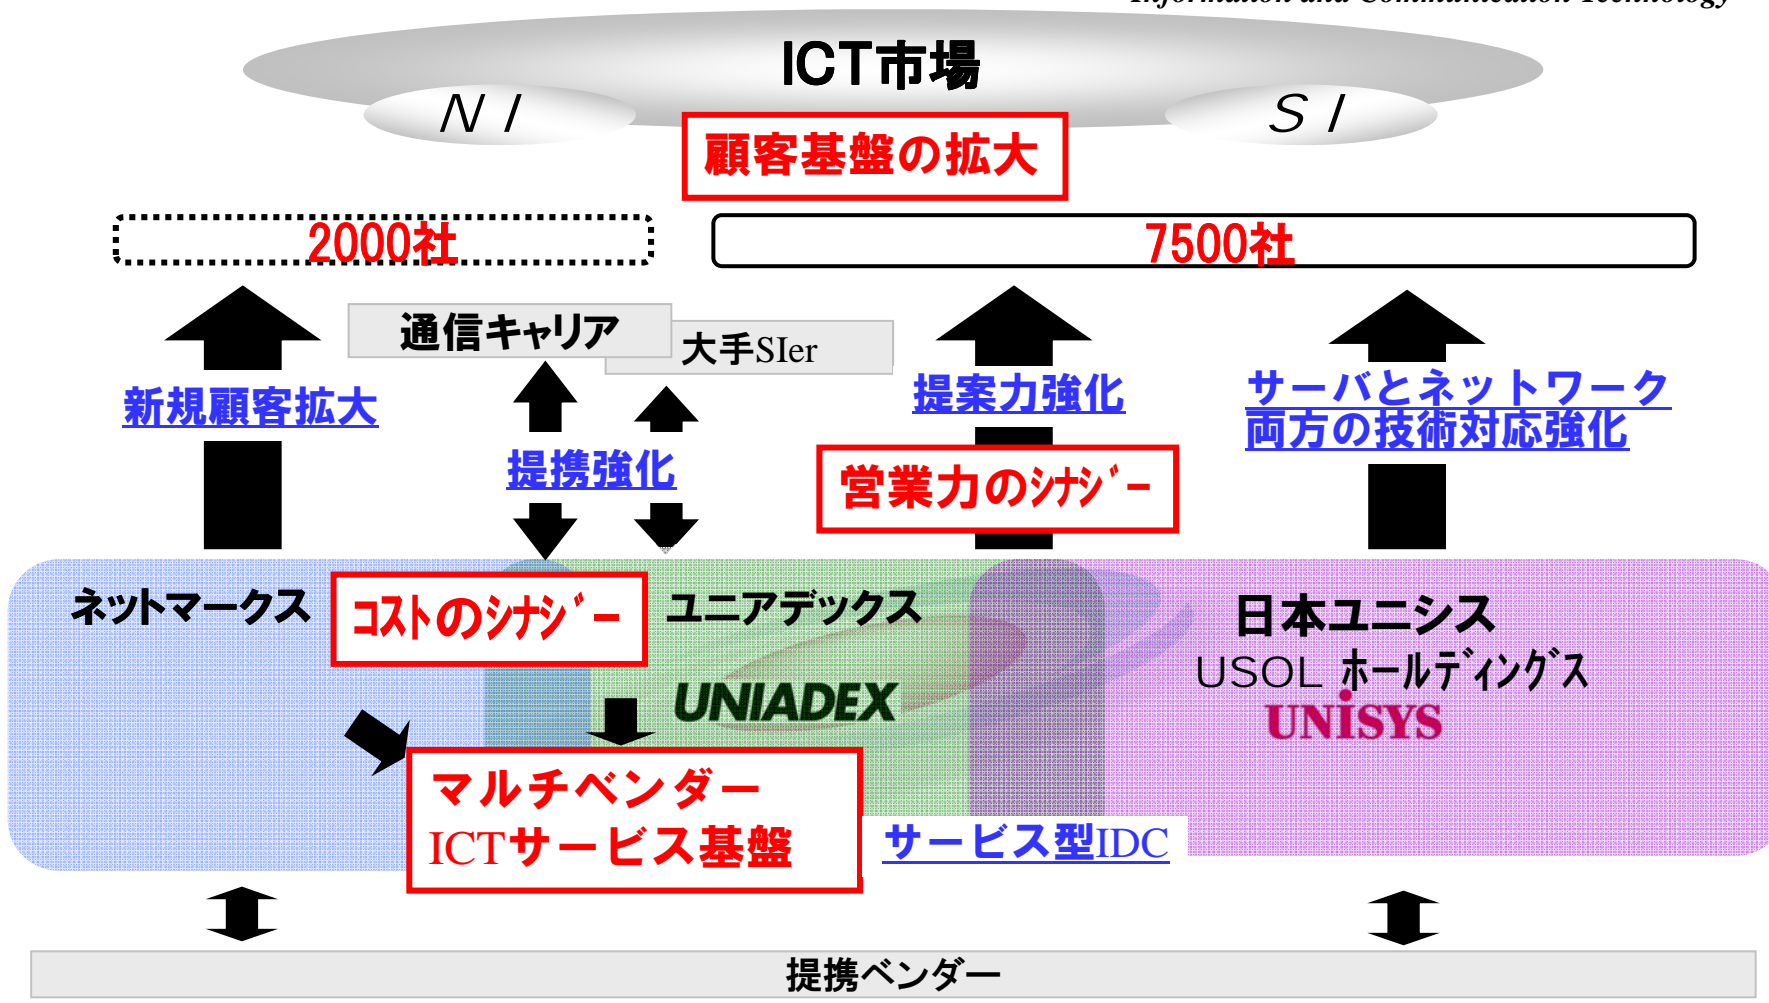 Information and Communication Technology
ICT市場
NI
SI
顧客基盤の拡大
2000社
7500社
通信キャリア
大手SIer
新規顧客拡大
提携強化
提案力強化
サーバとネットワーク
両方の技術対応強化
営業力のｼﾅｼﾞｰ
ネットマークス
コストのｼﾅｼﾞｰ
ユニアデックス
UNIADEX
日本ユニシス
USOL ホールディングス
UNISYS
マルチベンダー
ICTサービス基盤
サービス型IDC
提携ベンダー